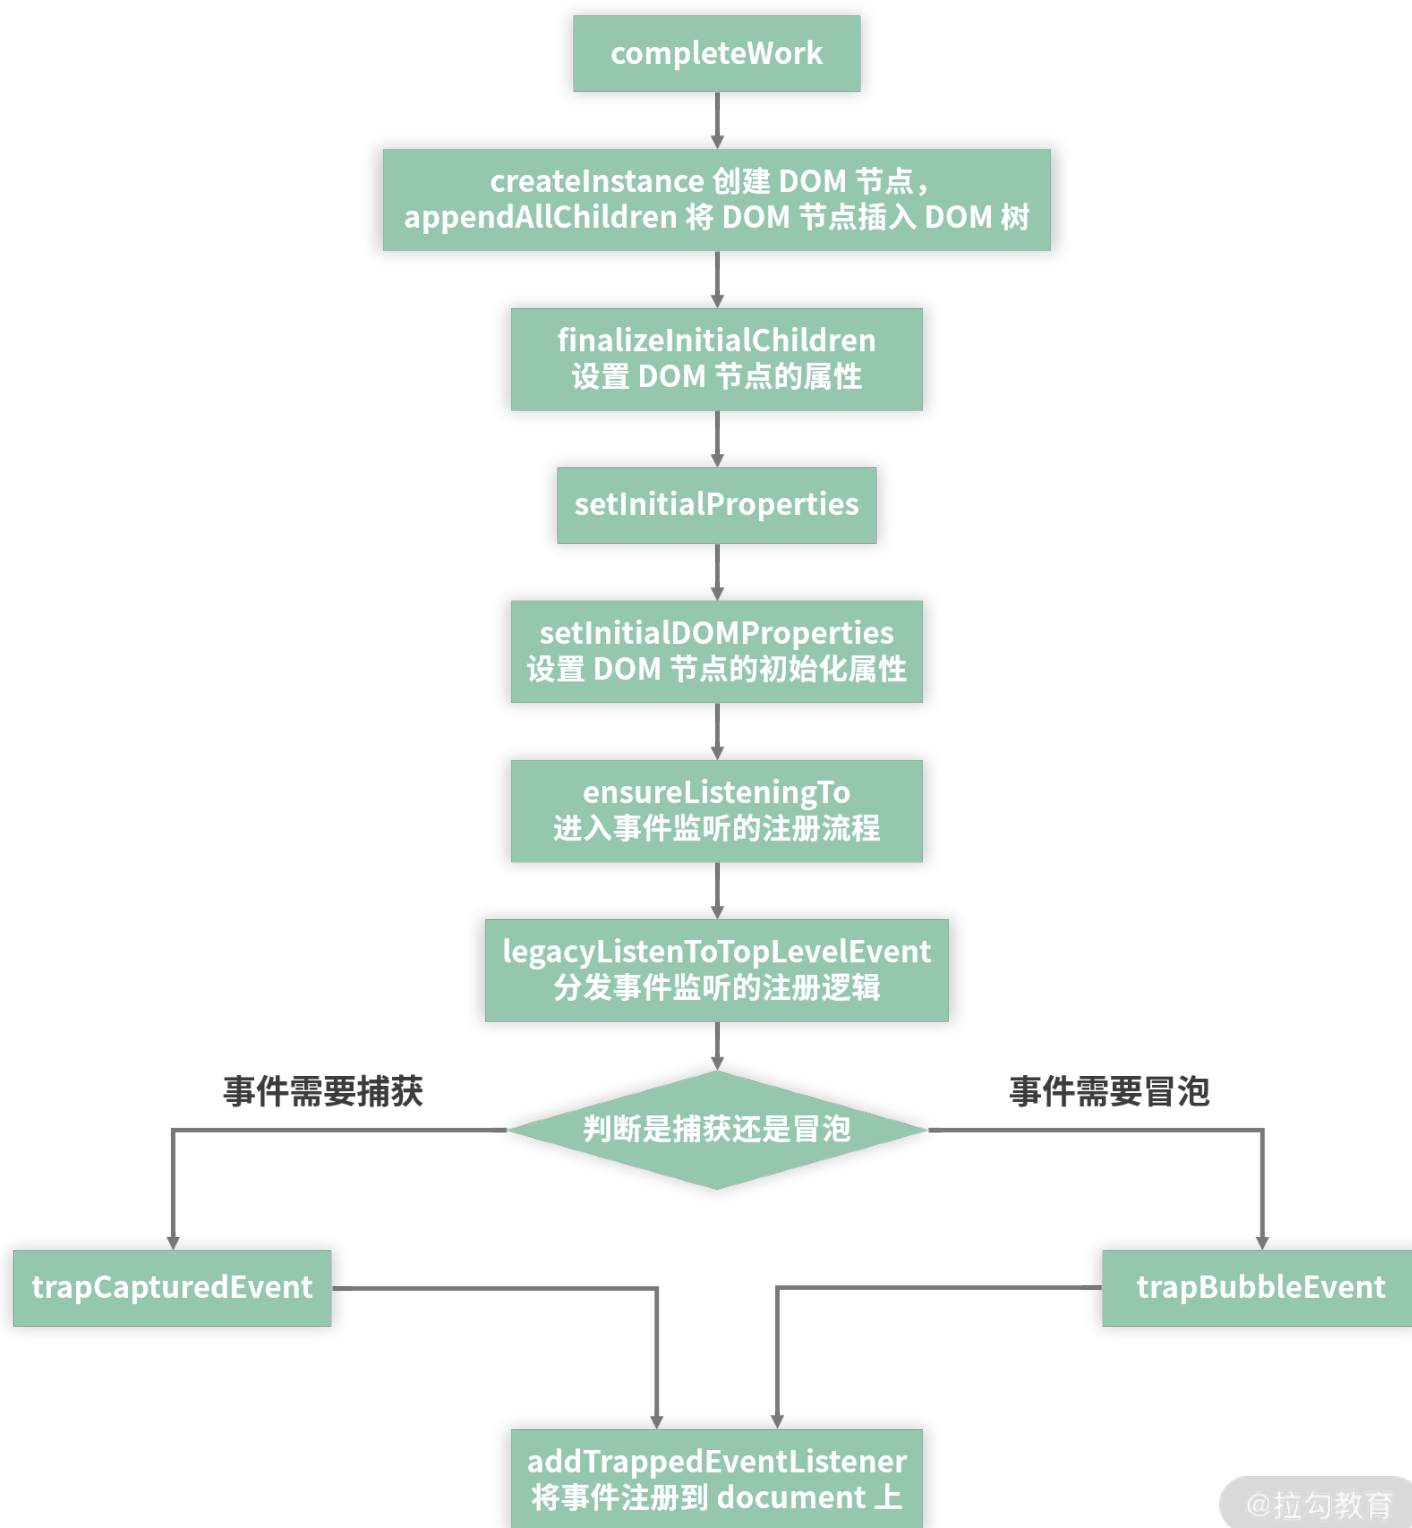 completeWork
createInstance 创建 DOM 节点，
appendAllChildren 将 DOM 节点插入 DOM 树
finalizeInitialChildren
设置 DOM 节点的属性
setInitialProperties
setInitialDOMProperties
设置 DOM 节点的初始化属性
ensureListeningTo
进入事件监听的注册流程
legacyListenToTopLevelEvent
分发事件监听的注册逻辑
事件需要捕获
事件需要冒泡
判断是捕获还是冒泡
trapCapturedEvent
trapBubbleEvent
addTrappedEventListener
将事件注册到 document 上
@拉勾教育